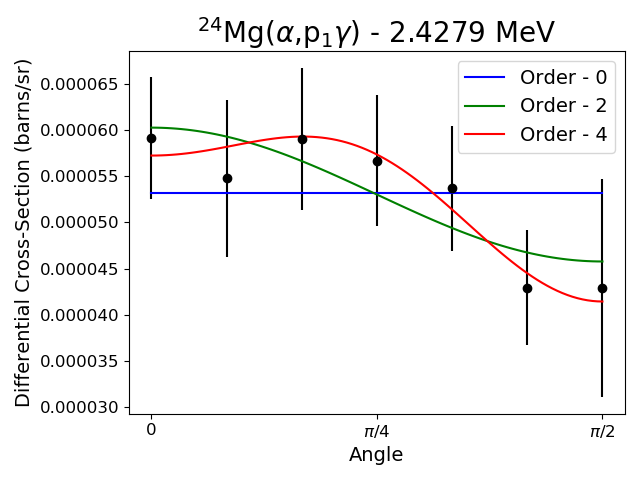 ²⁴Mg(α,p₁γ) - 2.4279 MeV
Differential Cross-Section (barns/sr)
0.000065
0.000060
0.000055
0.000050
0.000045
0.000040
0.000035
0.000030
Order - 0
Order - 2
Order - 4
0
π/4
π/2
Angle